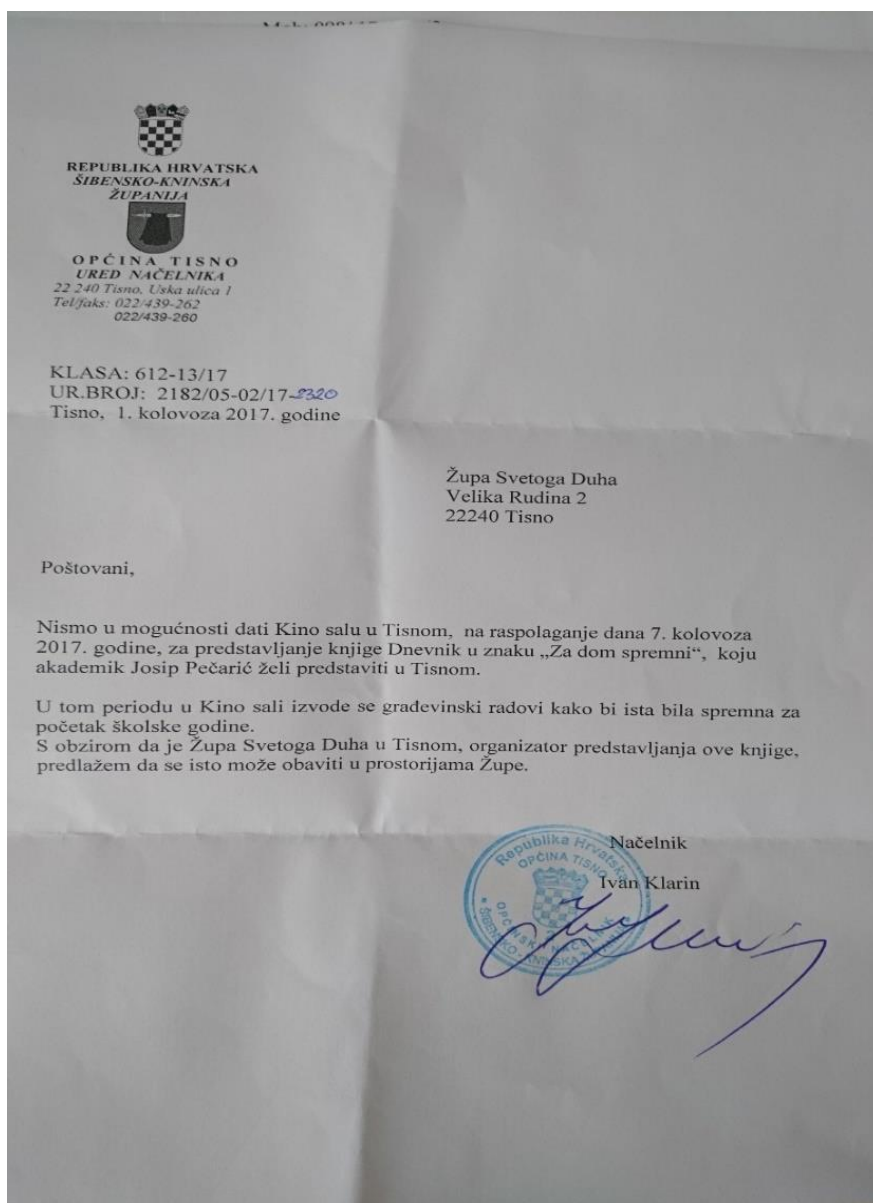 REPUBLIKA HRVATSKA
ŠIBENSKO-KNINSKA
ŽUPANIJA
OPĆINA TISNO
URED NAČELNIKA
22 240 Tisno, Uska ulica 1
Tel/faks: 022/439-262
022/439-260
KLASA: 612-13/17
UR.BROJ: 2182/05-02/17-2320
Tisno, 1. kolovoza 2017. godine
Župa Svetoga Duha
Velika Rudina 2
22240 Tisno
Poštovani,
Nismo u mogućnosti dati Kino salu u Tisnom, na raspolaganje dana 7. kolovoza
2017. godine, za predstavljanje knjige Dnevnik u znaku „Za dom spremni“, koju
akademik Josip Pečarić želi predstaviti u Tisnom.
U tom periodu u Kino sali izvode se građevinski radovi kako bi ista bila spremna za
početak školske godine.
S obzirom da je Župa Svetoga Duha u Tisnom, organizator predstavljanja ove knjige,
predlažem da se isto može obaviti u prostorijama Župe.
Načelnik
Ivan Klarin
Republika Hrvatska
OPĆINA TISNO
OPĆINSKI NAČELNIK
ŠIBENSKO-KNINSKA ŽUPANIJA